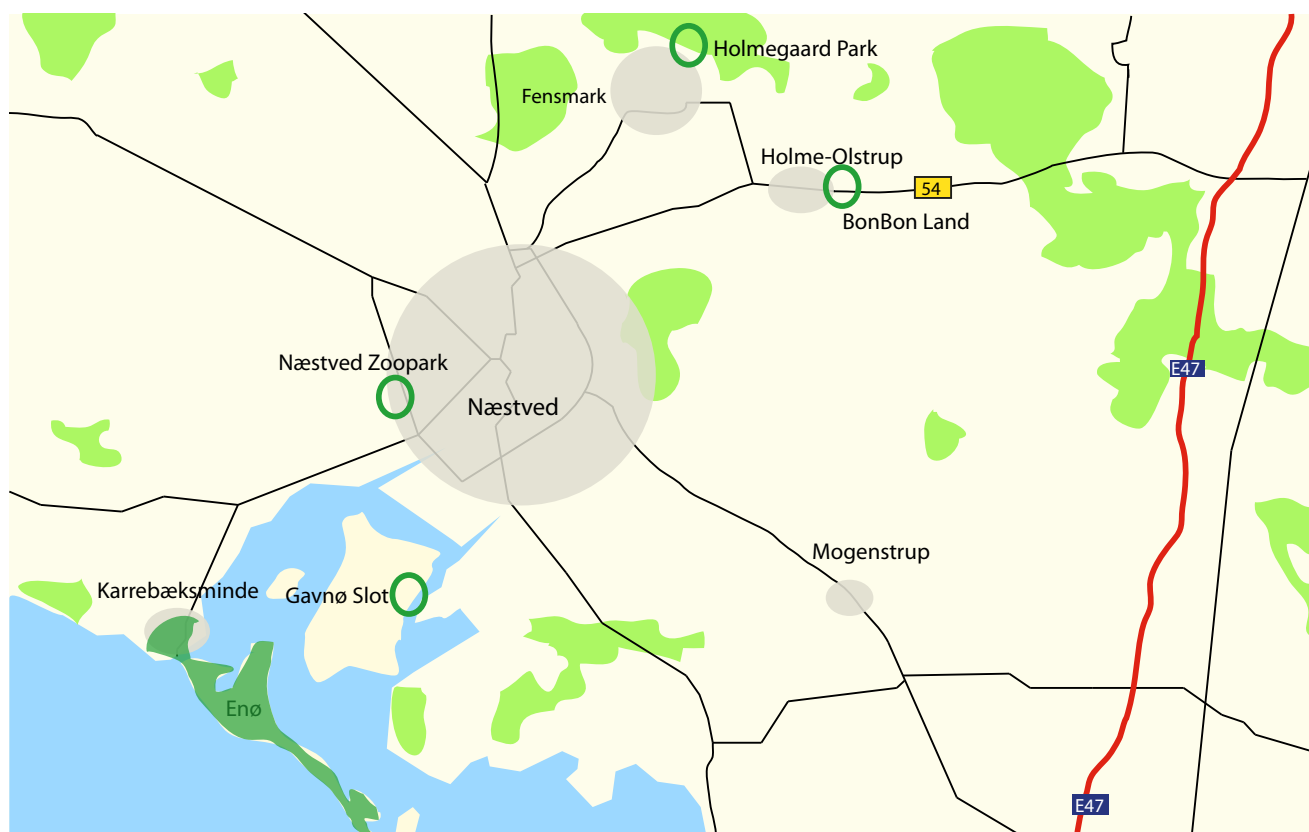 Holmegaard Park
Fensmark
Holme-Olstrup
54
BonBon Land
Næstved Zoopark
E47
Næstved
Mogenstrup
Karrebæksminde
Gavnø Slot
Enø
E47